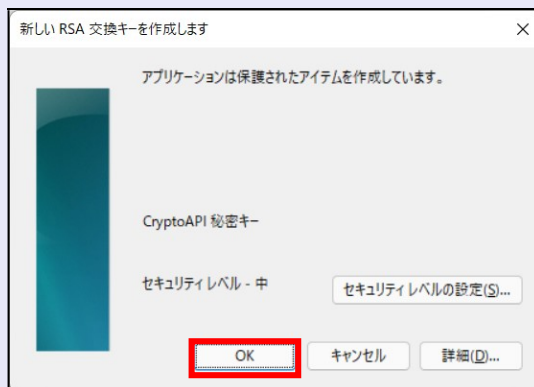 新しい RSA 交換キーを作成します
アプリケーションは保護されたアイテムを作成しています。
CryptoAPI 秘密キー
セキュリティ レベル - 中
セキュリティ レベルの設定(S)...
OK
キャンセル
詳細(D)...